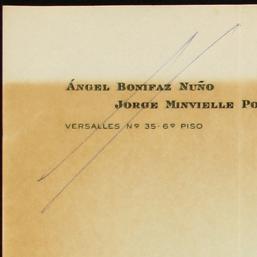 Ángel Bonifaz Nuño
Jorge Minvielle
Versalles Nº 35-6º Piso